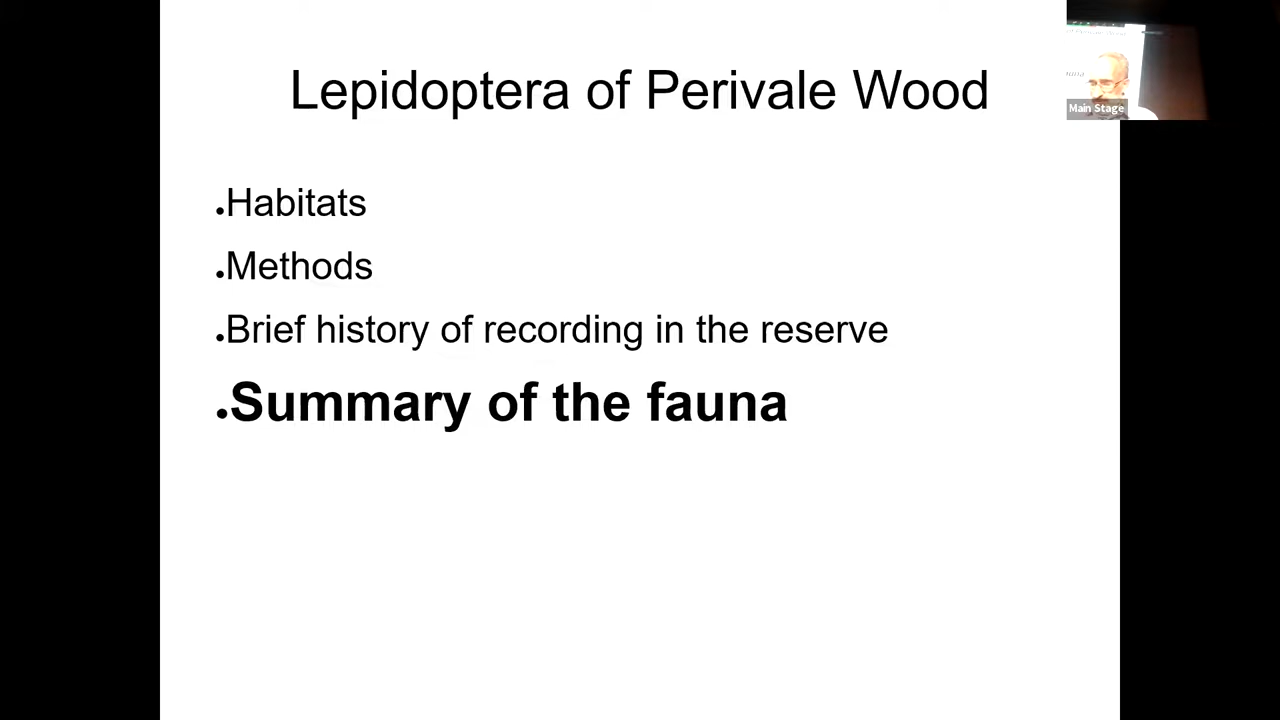 Lepidoptera of Perivale Wood
Main Stage
•Habitats
•Methods
•Brief history of recording in the reserve
•Summary of the fauna